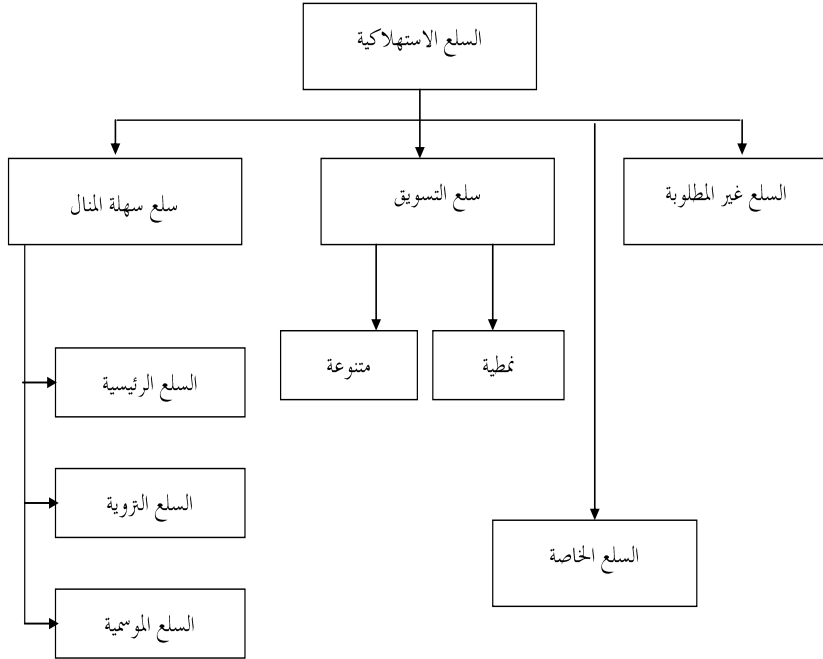 السلع الاستهلاكية
السلع غير المطلوبة
سلع التسويق
سلع سهلة المنال
نمطية
متنوعة
السلع الرئيسية
السلع التروية
السلع الخاصة
السلع الموسمية